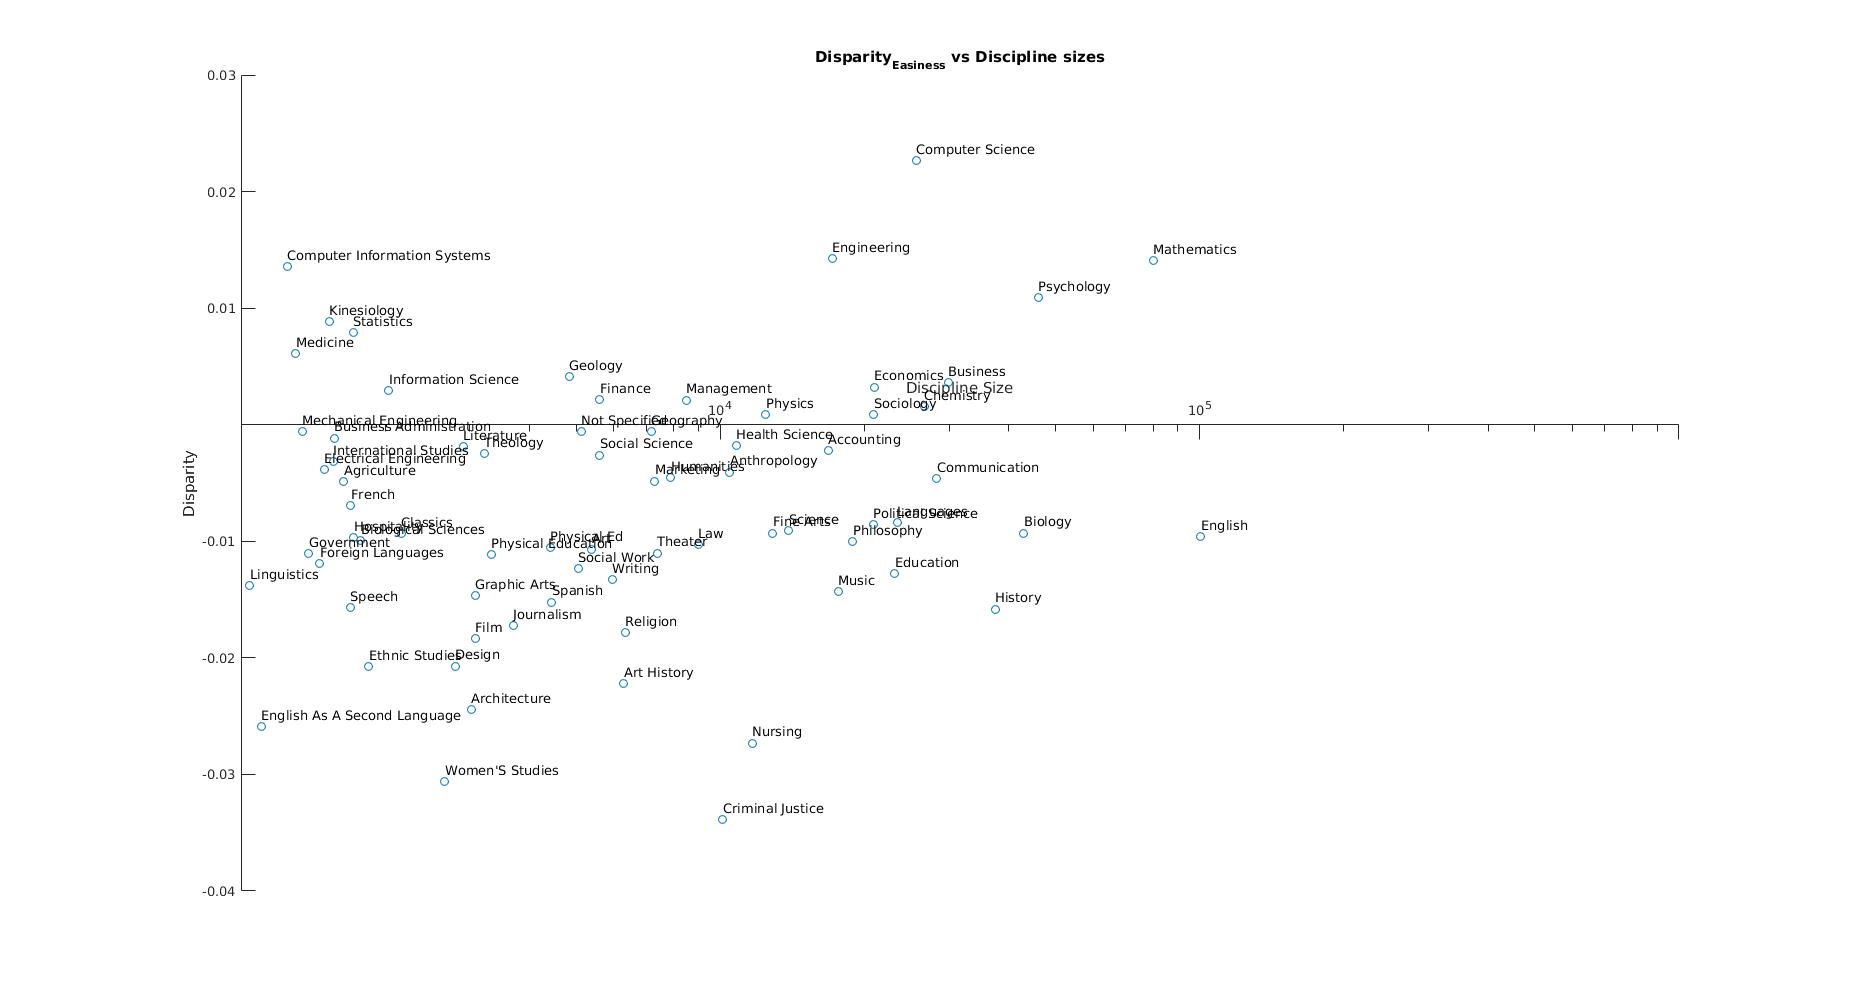 Disparity_Easiness vs Discipline sizes
0.03
Computer Science
0.02
Engineering
Mathematics
Computer Information Systems
Psychology
0.01
Kinesiology
Statistics
Medicine
Geology
Business
Economics
Information Science
Discipline Size
Finance
Management
Chemistry
Physics
Sociology
10^4
10^5
Mechanical Engineering
Not Specified
Geography
Business Administration
Literature
Health Science
Theology
Social Science
Accounting
International Studies
Electrical Engineering
Anthropology
Humanities
Marketing
Communication
Agriculture
Disparity
French
Languages
Political Science
Science
Fine Arts
Classics
Hospitality
Biological Sciences
Biology
English
Philosophy
Law
Physical Ed
Art
-0.01
Government
Physical Education
Theater
Foreign Languages
Social Work
Education
Writing
Linguistics
Music
Graphic Arts
Spanish
Speech
History
Journalism
Religion
Film
-0.02
Ethnic Studies
Design
Art History
Architecture
English As A Second Language
Nursing
-0.03
Women'S Studies
Criminal Justice
-0.04